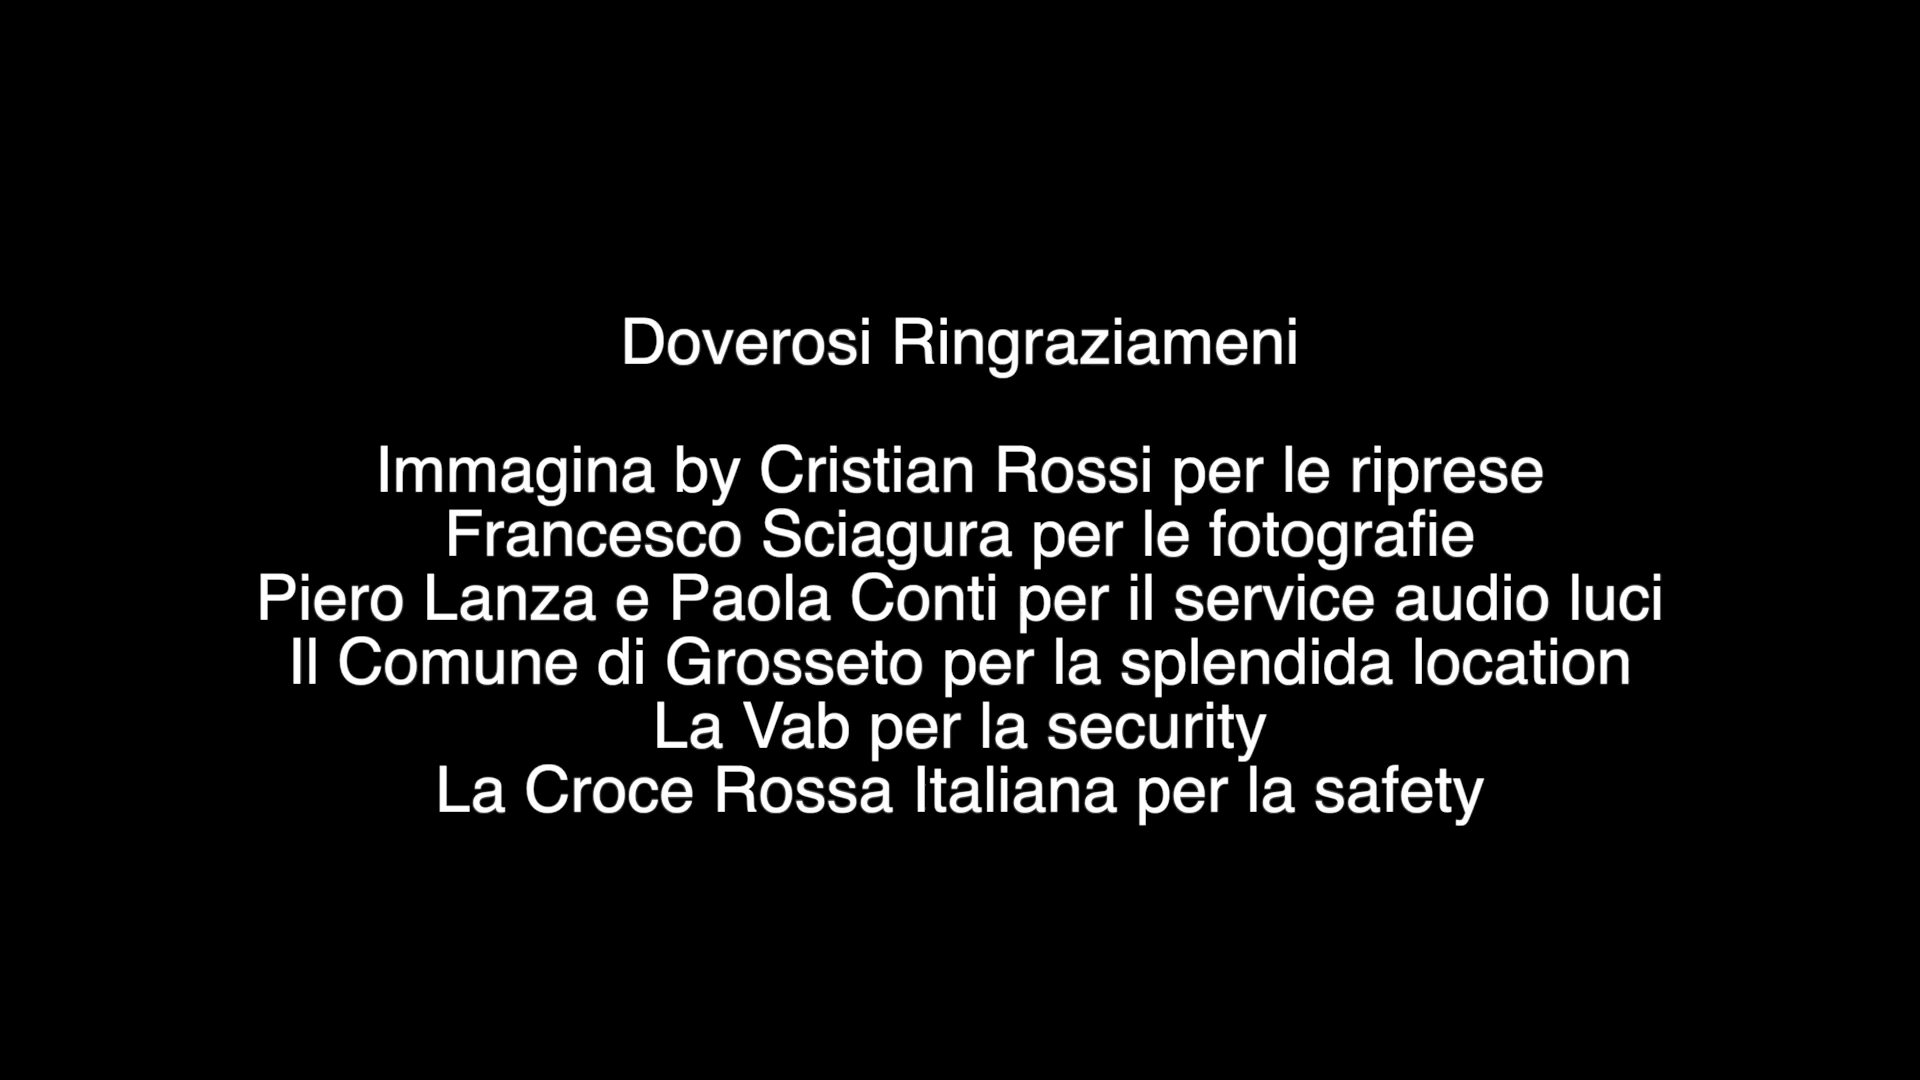 Doverosi Ringraziameni
Immagina by Cristian Rossi per le riprese
Francesco Sciagura per le fotografie
Piero Lanza e Paola Conti per il service audio luci
Il Comune di Grosseto per la splendida location
La Vab per la security
La Croce Rossa Italiana per la safety